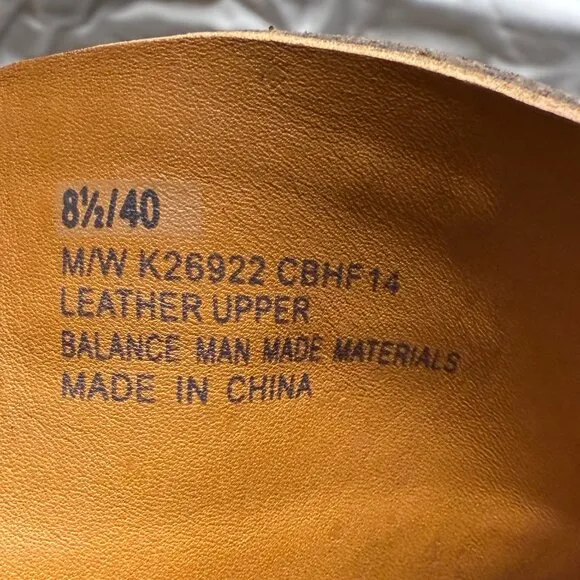 8½/40
M/W K26922 CBHF14
LEATHER UPPER
BALANCE MAN MADE MATERIALS
MADE IN CHINA